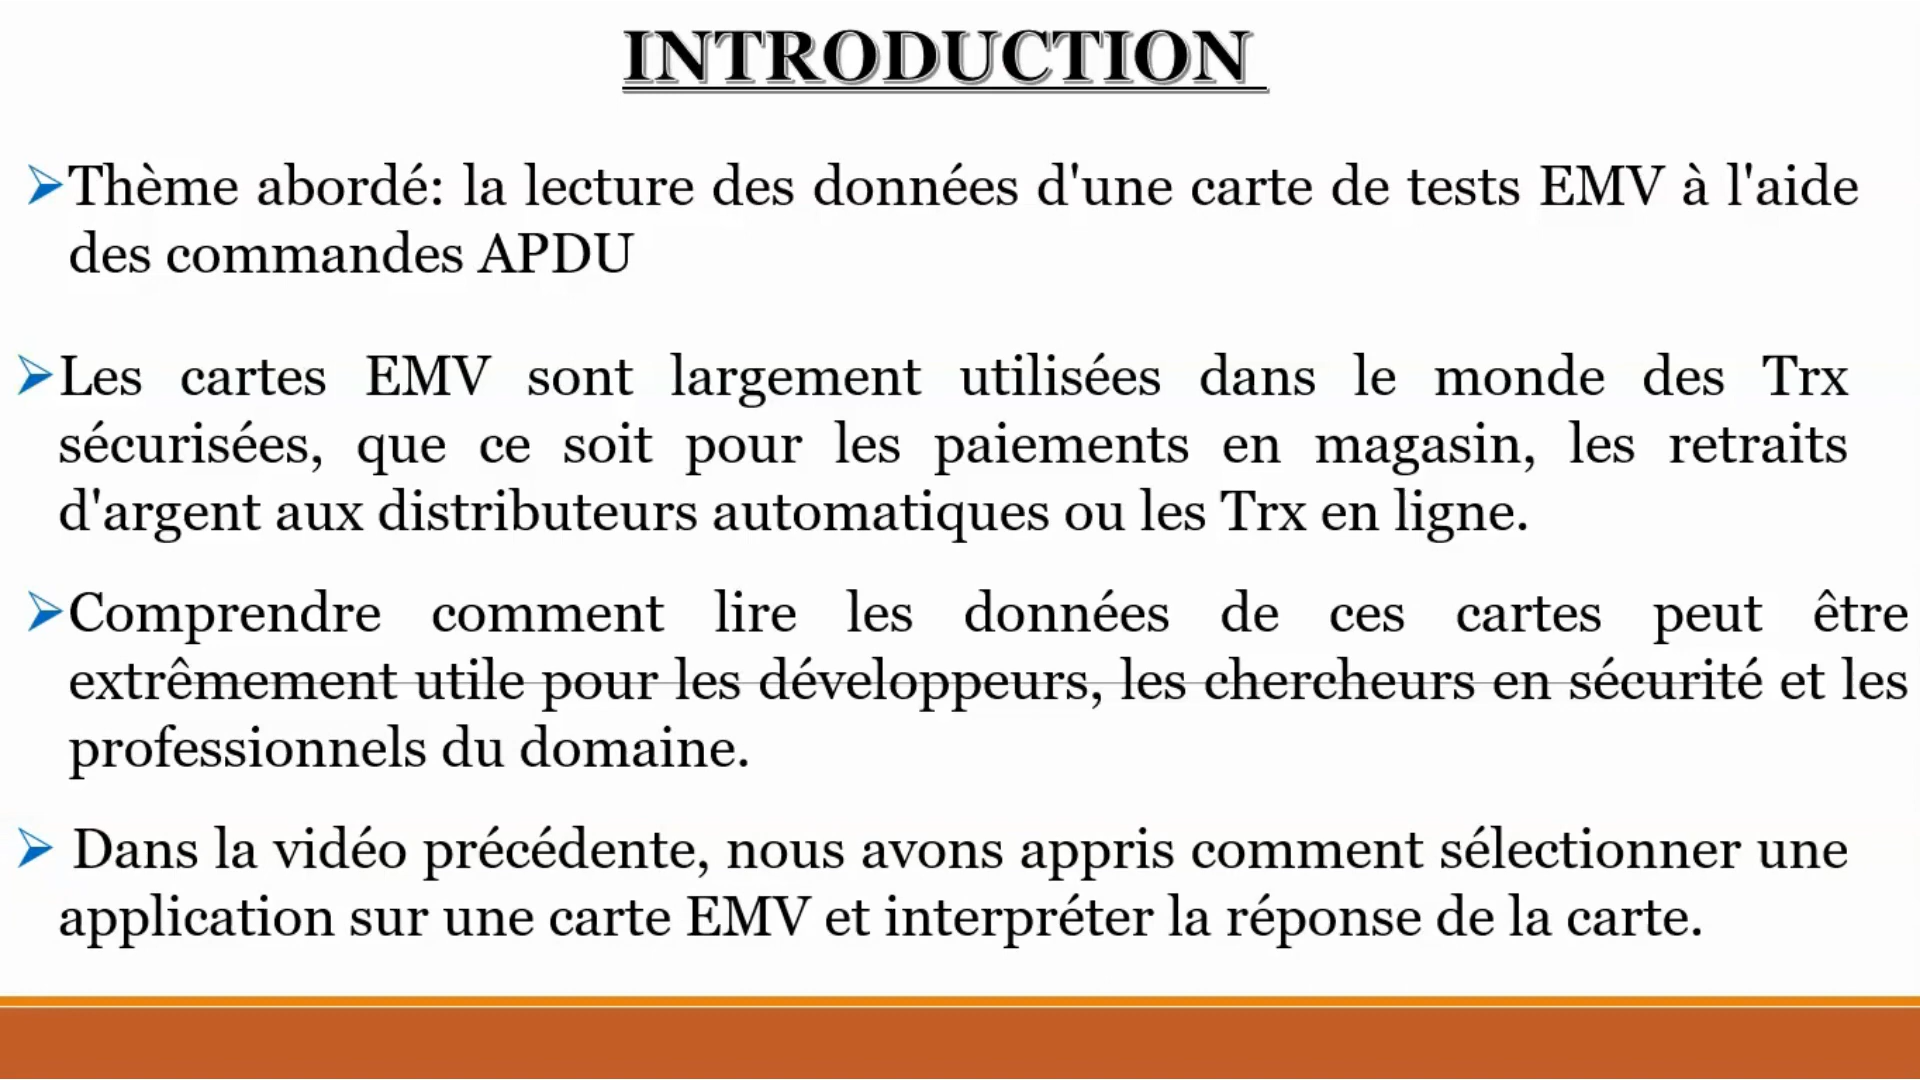 INTRODUCTION
➢Thème abordé: la lecture des données d'une carte de tests EMV à l'aide
des commandes APDU
➢Les cartes EMV sont largement utilisées dans le monde des Trx
sécurisées, que ce soit pour les paiements en magasin, les retraits
d'argent aux distributeurs automatiques ou les Trx en ligne.
➢Comprendre comment lire les données de ces cartes peut être
extrêmement utile pour les développeurs, les chercheurs en sécurité et les
professionnels du domaine.
➢ Dans la vidéo précédente, nous avons appris comment sélectionner une
application sur une carte EMV et interpréter la réponse de la carte.